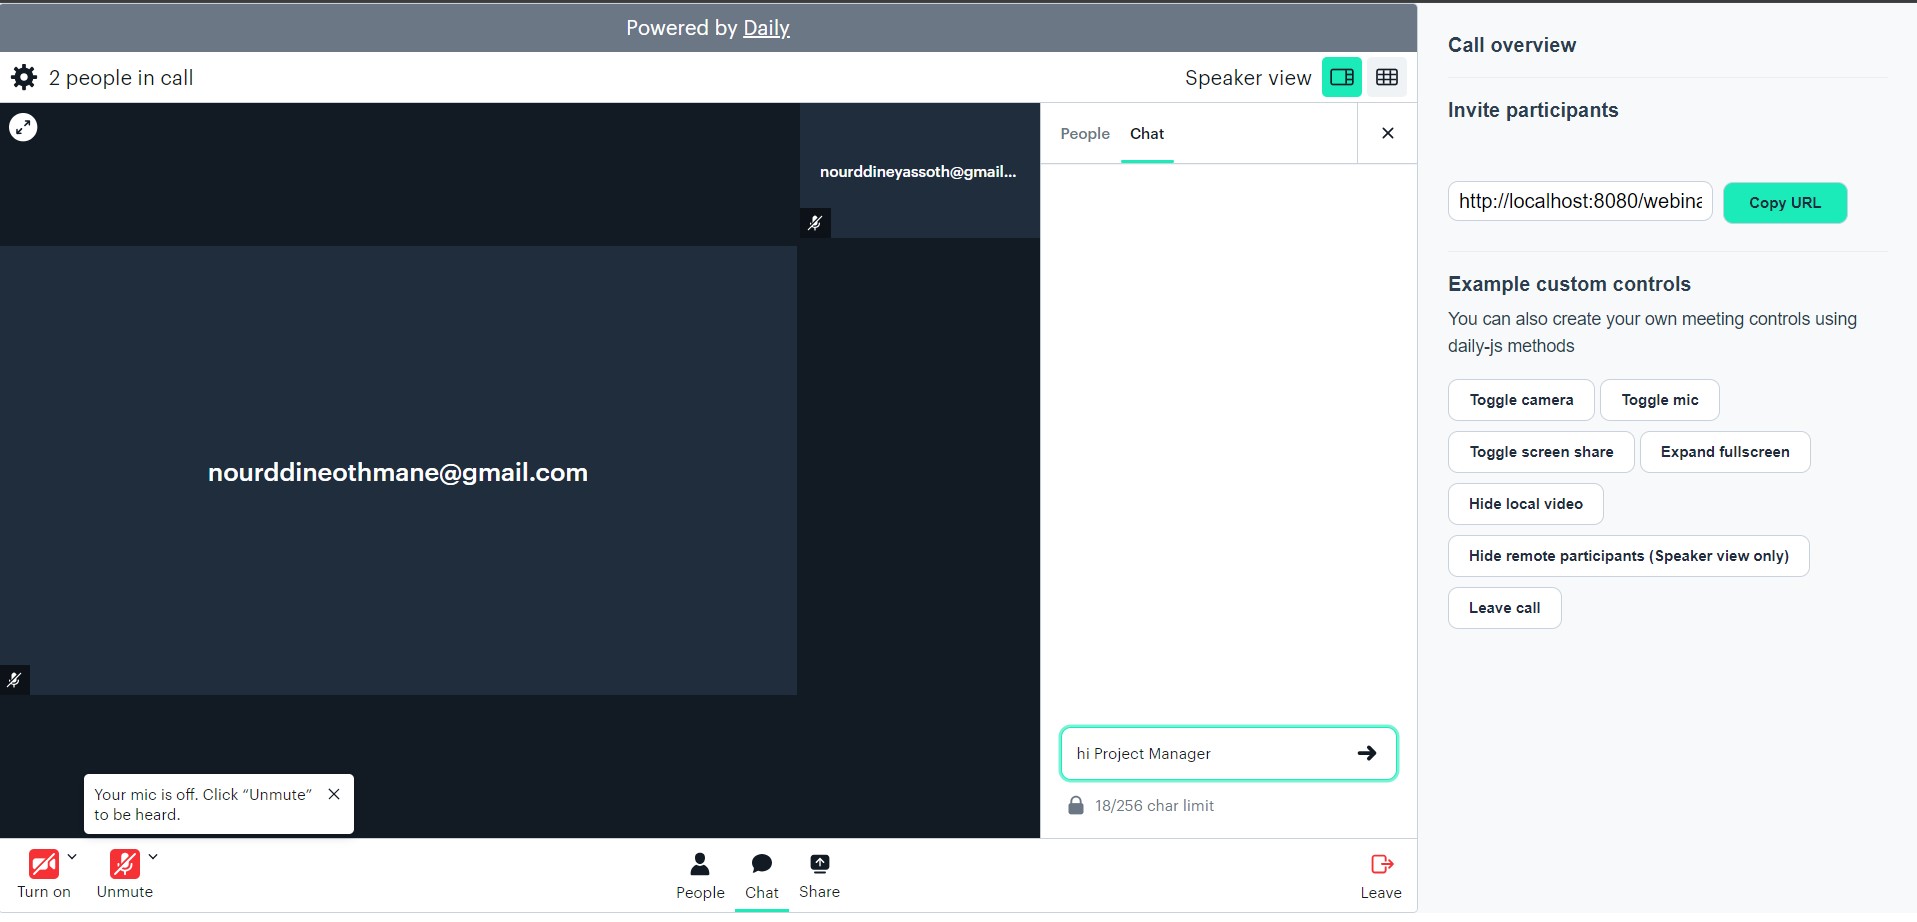 Powered by Daily
2 people in call
Speaker view
nourddineyassoth@gmail...
nourddineothmane@gmail.com
Your mic is off. Click “Unmute”
to be heard.
People Chat
hi Project Manager
18/256 char limit
Turn on
Unmute
People
Chat
Share
Leave
Call overview
Invite participants
http://localhost:8080/webina
Copy URL
Example custom controls
You can also create your own meeting controls using
daily-js methods
Toggle camera
Toggle mic
Toggle screen share
Expand fullscreen
Hide local video
Hide remote participants (Speaker view only)
Leave call